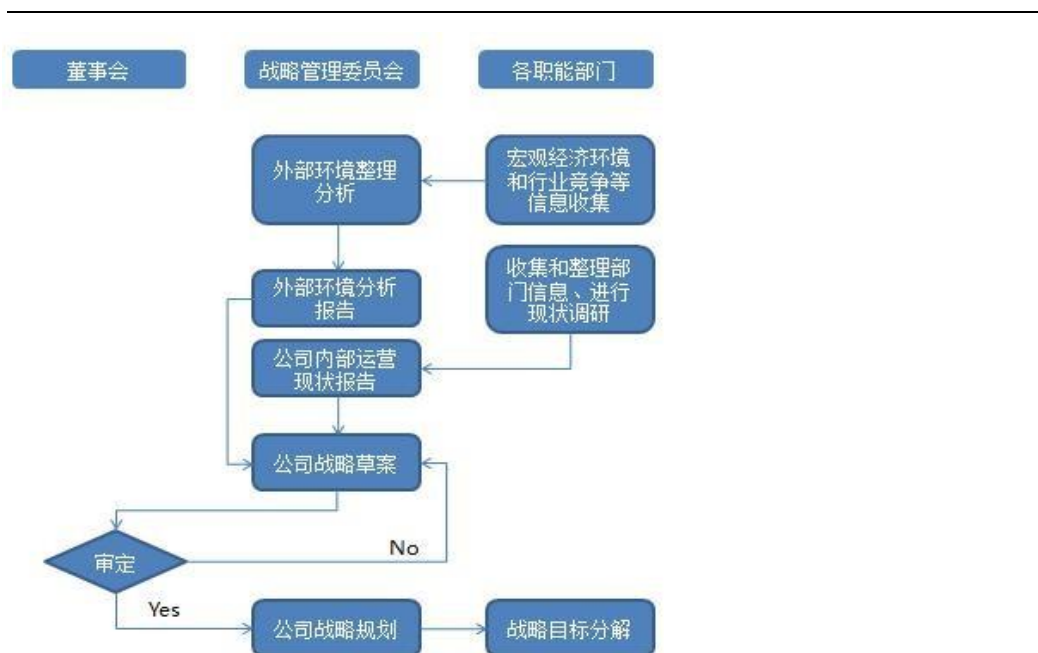 董事会
战略管理委员会
各职能部门
外部环境整理
分析
宏观经济环境
和行业竞争等
信息收集
外部环境分析
报告
收集和整理部
门信息、进行
现状调研
公司内部运营
现状报告
公司战略草案
审定
No
Yes
公司战略规划
战略目标分解